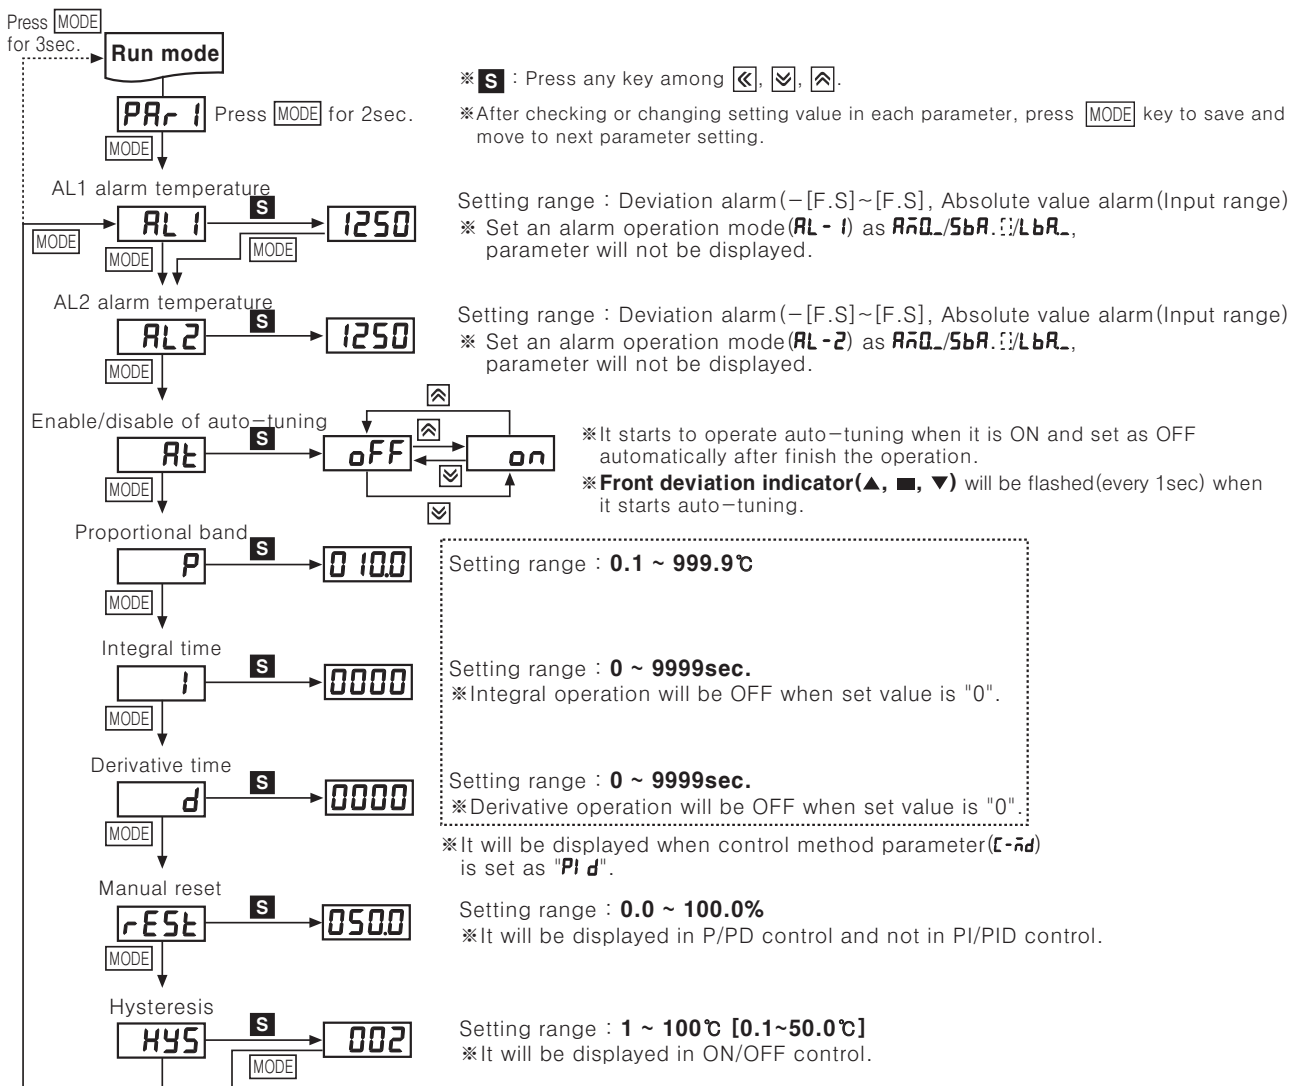 Press MODE
for 3sec.
Run mode
※ S : Press any key among «, ︾, ︽.
PAr1 Press MODE for 2sec.
※After checking or changing setting value in each parameter, press MODE key to save and
move to next parameter setting.
MODE
AL1 alarm temperature
S
AL1 1250
MODE MODE MODE
Setting range : Deviation alarm(-[F.S]~[F.S], Absolute value alarm(Input range)
※ Set an alarm operation mode(AL-1) as Am0._/SbA.[]/LbA._,
parameter will not be displayed.
AL2 alarm temperature
S
AL2 1250
MODE
Setting range : Deviation alarm(-[F.S]~[F.S], Absolute value alarm(Input range)
※ Set an alarm operation mode(AL-2) as Am0._/SbA.[]/LbA._,
parameter will not be displayed.
Enable/disable of auto-tuning
S
At oFF on
MODE
※It starts to operate auto-tuning when it is ON and set as OFF
automatically after finish the operation.
※Front deviation indicator(▲, ■, ▼) will be flashed(every 1sec) when
it starts auto-tuning.
Proportional band
S
P 010.0
MODE
Setting range : 0.1 ~ 999.9℃
Integral time
S
I 0000
MODE
Setting range : 0 ~ 9999sec.
※Integral operation will be OFF when set value is "0".
Derivative time
S
d 0000
MODE
Setting range : 0 ~ 9999sec.
※Derivative operation will be OFF when set value is "0".
※It will be displayed when control method parameter(C-md)
is set as "PId".
Manual reset
S
rESt 050.0
MODE
Setting range : 0.0 ~ 100.0%
※It will be displayed in P/PD control and not in PI/PID control.
Hysteresis
S
HYS 002
MODE
Setting range : 1 ~ 100℃ [0.1~50.0℃]
※It will be displayed in ON/OFF control.